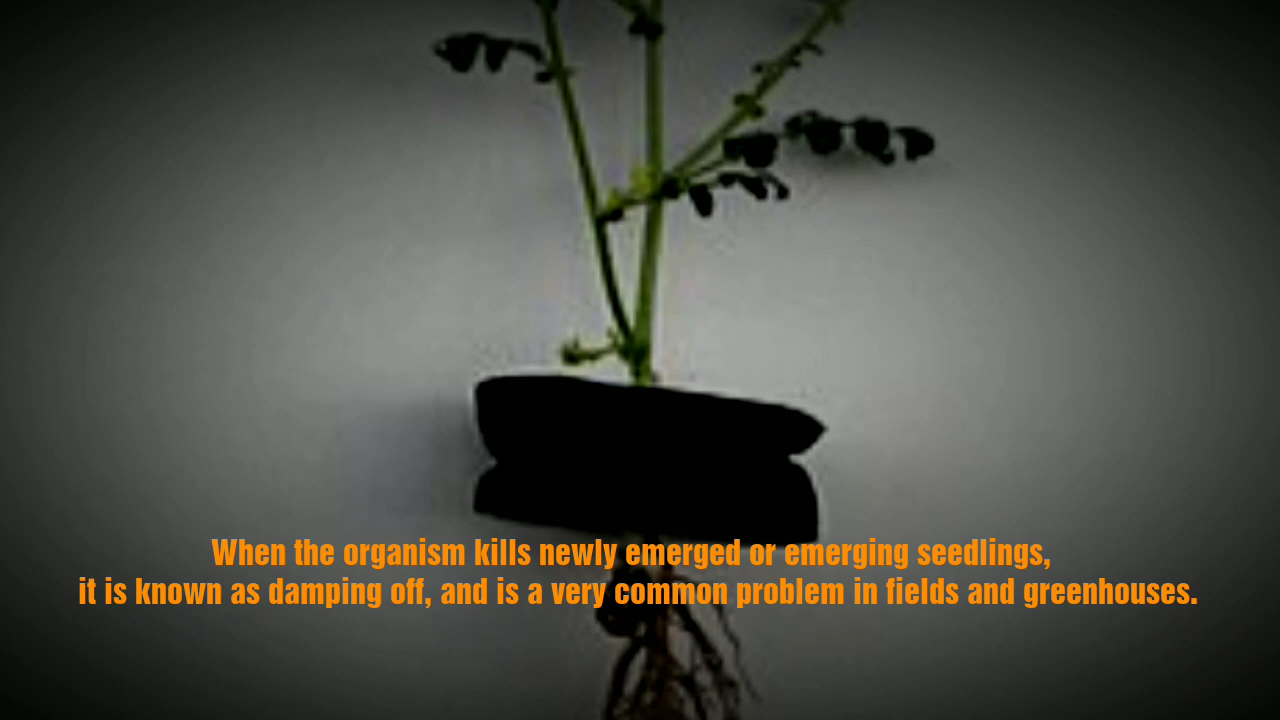 When the organism kills newly emerged or emerging seedlings,
it is known as damping off, and is a very common problem in fields and greenhouses.